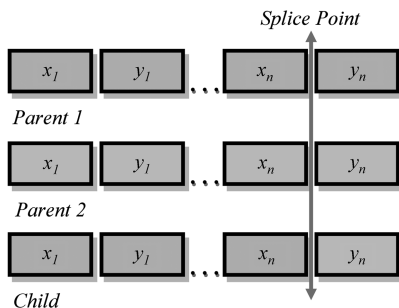 Splice Point
x₁ y₁ ... xₙ yₙ
Parent 1
x₁ y₁ ... xₙ yₙ
Parent 2
x₁ y₁ ... xₙ yₙ
Child